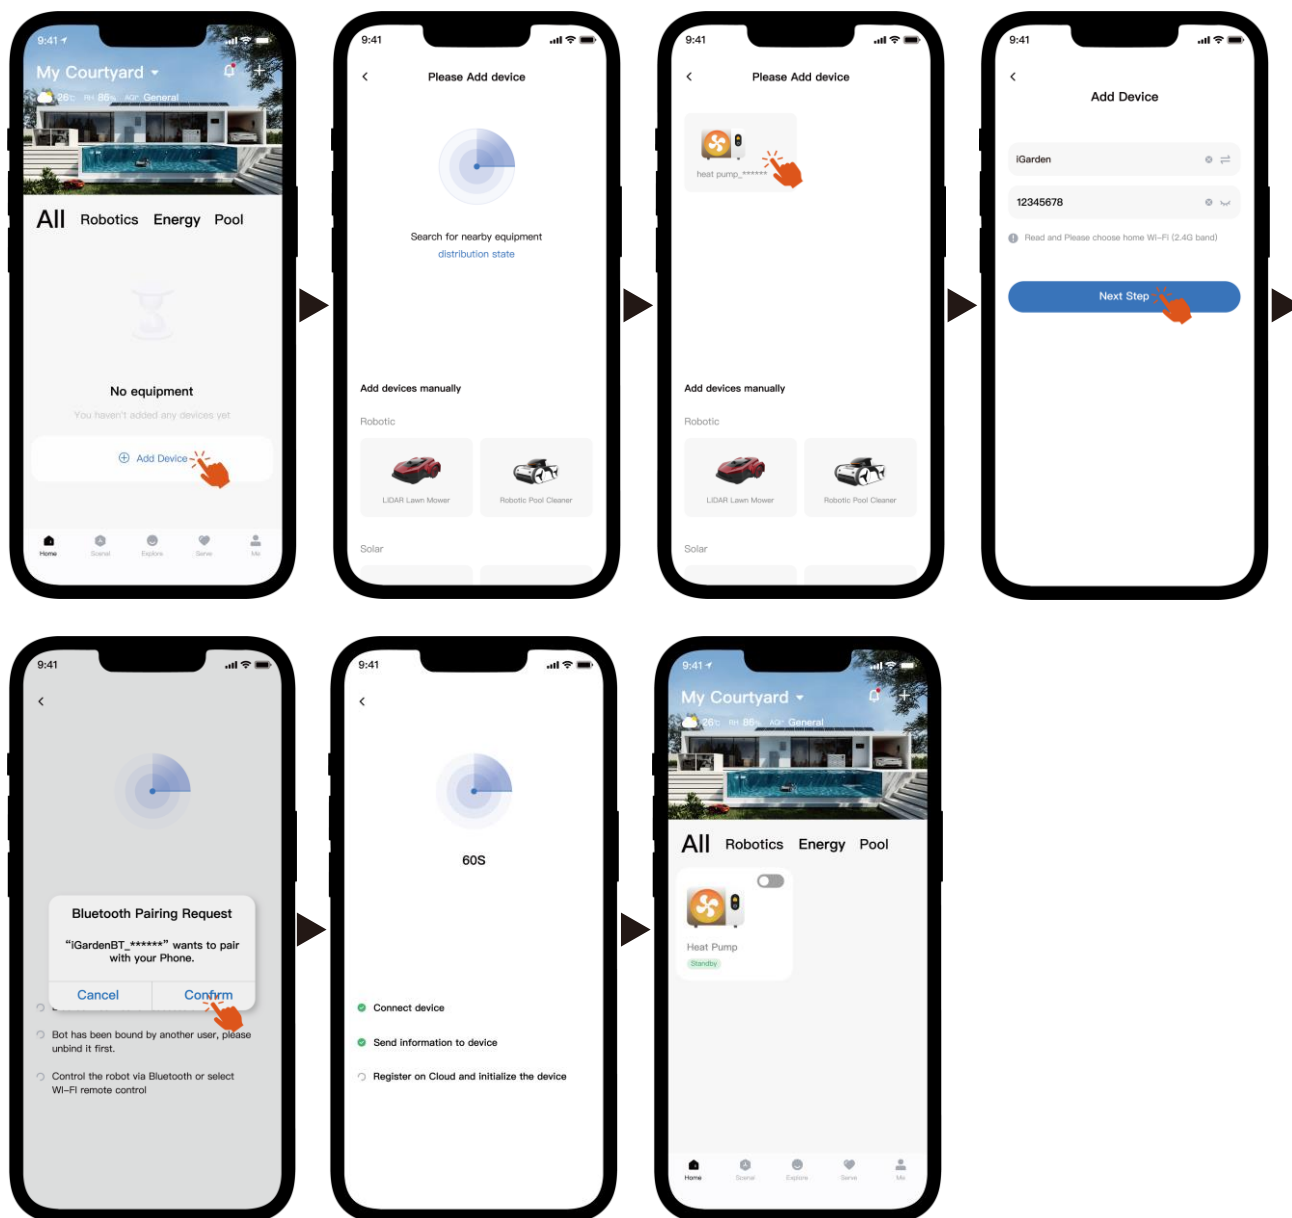 9:41
My Courtyard
26°C RH 86% AQI: General
All Robotics Energy Pool
No equipment
You haven't added any devices yet
Add Device
Home Scenel Explore Serve Me
9:41
Please Add device
Search for nearby equipment
distribution state
Add devices manually
Robotic
LiDAR Lawn Mower Robotic Pool Cleaner
Solar
9:41
Please Add device
heat pump_******
Add devices manually
Robotic
LiDAR Lawn Mower Robotic Pool Cleaner
Solar
9:41
Add Device
iGarden
12345678
Read and Please choose home WI-FI (2.4G band)
Next Step
9:41
Bluetooth Pairing Request
"iGardenBT_******" wants to pair
with your Phone.
Cancel Confirm
Bot has been bound by another user, please
unbind it first.
Control the robot via Bluetooth or select
WI-FI remote control
9:41
60S
Connect device
Send information to device
Register on Cloud and initialize the device
9:41
My Courtyard
26°C RH 86% AQI: General
All Robotics Energy Pool
Heat Pump
Standby
Home Scenel Explore Serve Me